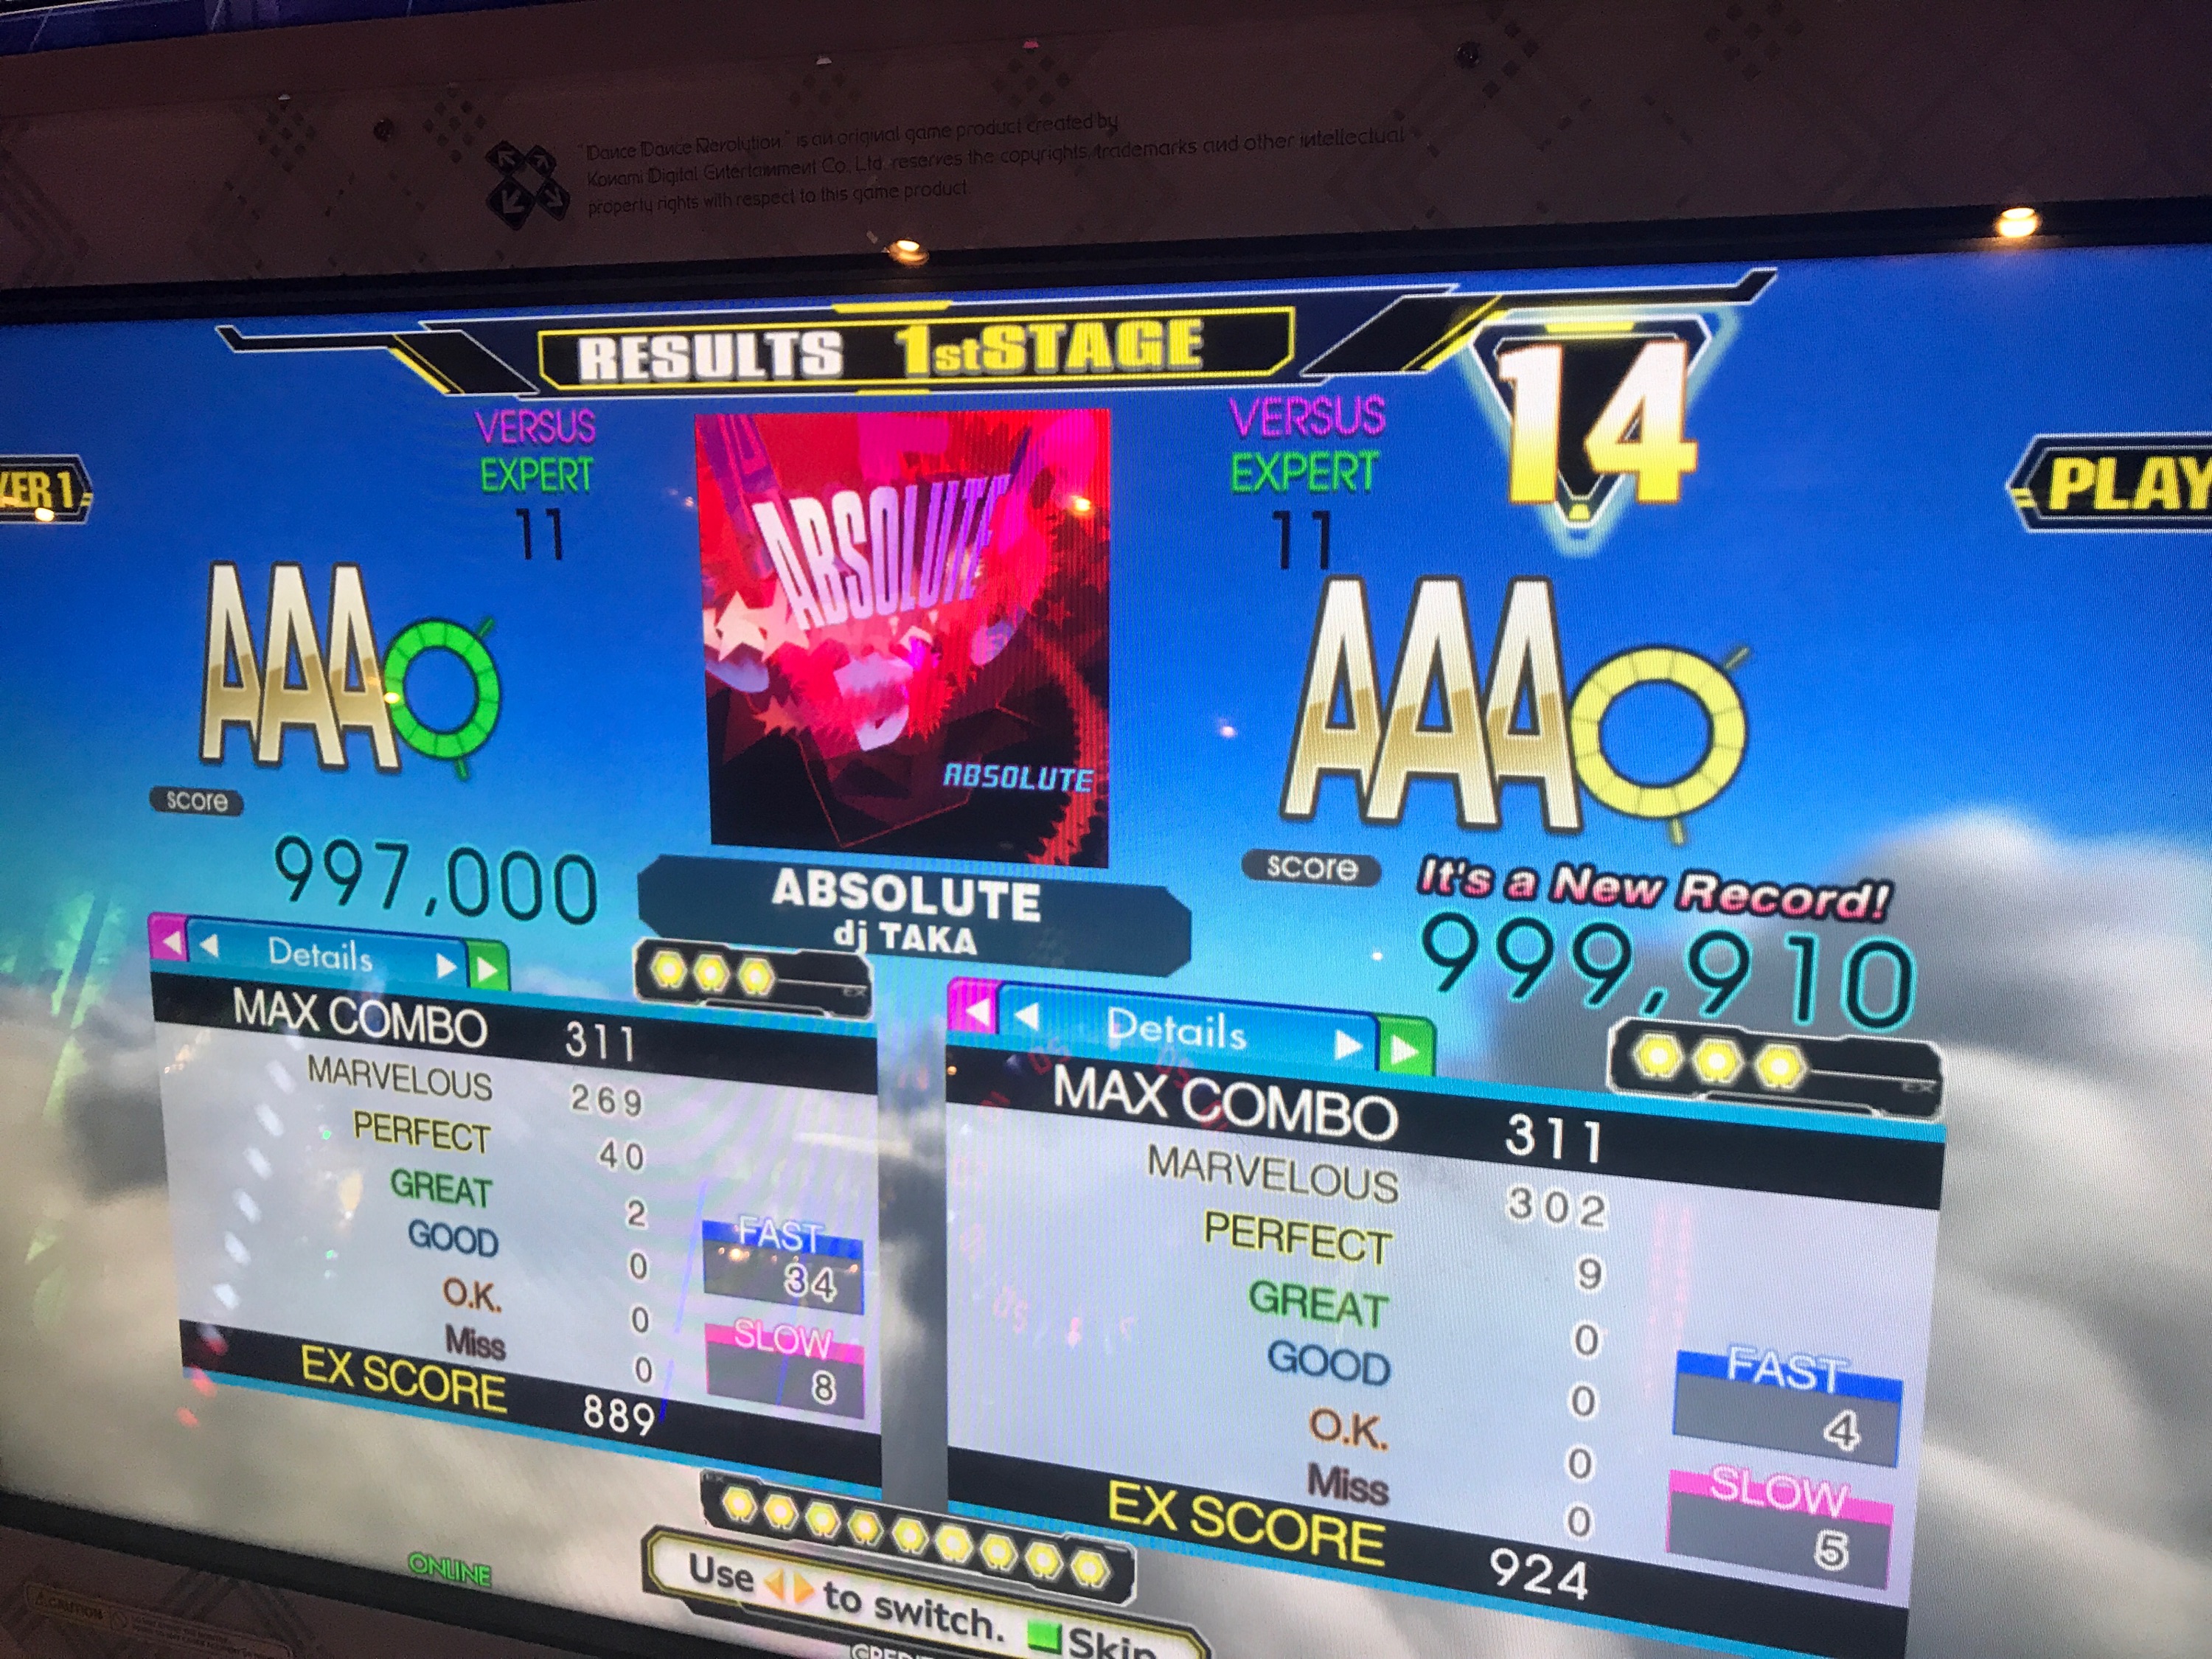 "Dance Dance Revolution" is an original game product created by
Konami Digital Entertainment Co., Ltd. reserves the copyrights, trademarks and other intellectual
property rights with respect to this game product
RESULTS 1stSTAGE
14
YER 1
VERSUS
EXPERT
11
AAA
score
997,000
Details
MAX COMBO 311
MARVELOUS 269
PERFECT 40
GREAT 2
GOOD 0
O.K. 0
Miss 0
EX SCORE 889
FAST
34
SLOW
8
ABSOLUTE
ABSOLUTE
ABSOLUTE
dj TAKA
EX
PLAY
VERSUS
EXPERT
11
AAA
score
It's a New Record!
999,910
EX
Details
MAX COMBO 311
MARVELOUS 302
PERFECT 9
GREAT 0
GOOD 0
O.K. 0
Miss 0
EX SCORE 924
FAST
4
SLOW
5
EX
Use to switch. Skip
ONLINE
CAUTION